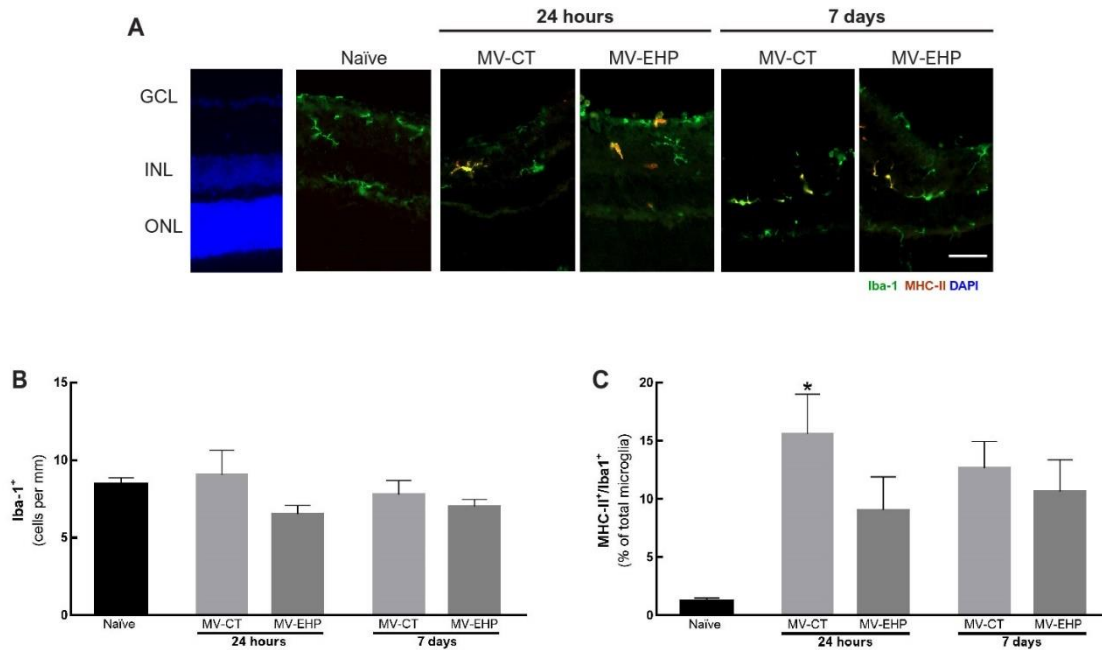 A
24 hours
7 days
Naïve
MV-CT
MV-EHP
MV-CT
MV-EHP
GCL
INL
ONL
Iba-1 MHC-II DAPI
B
Iba-1⁺
(cells per mm)
15
10
5
0
Naïve
MV-CT
MV-EHP
MV-CT
MV-EHP
24 hours
7 days
C
MHC-II⁺/Iba1⁺
(% of total microglia)
20
15
10
5
0
*
Naïve
MV-CT
MV-EHP
MV-CT
MV-EHP
24 hours
7 days